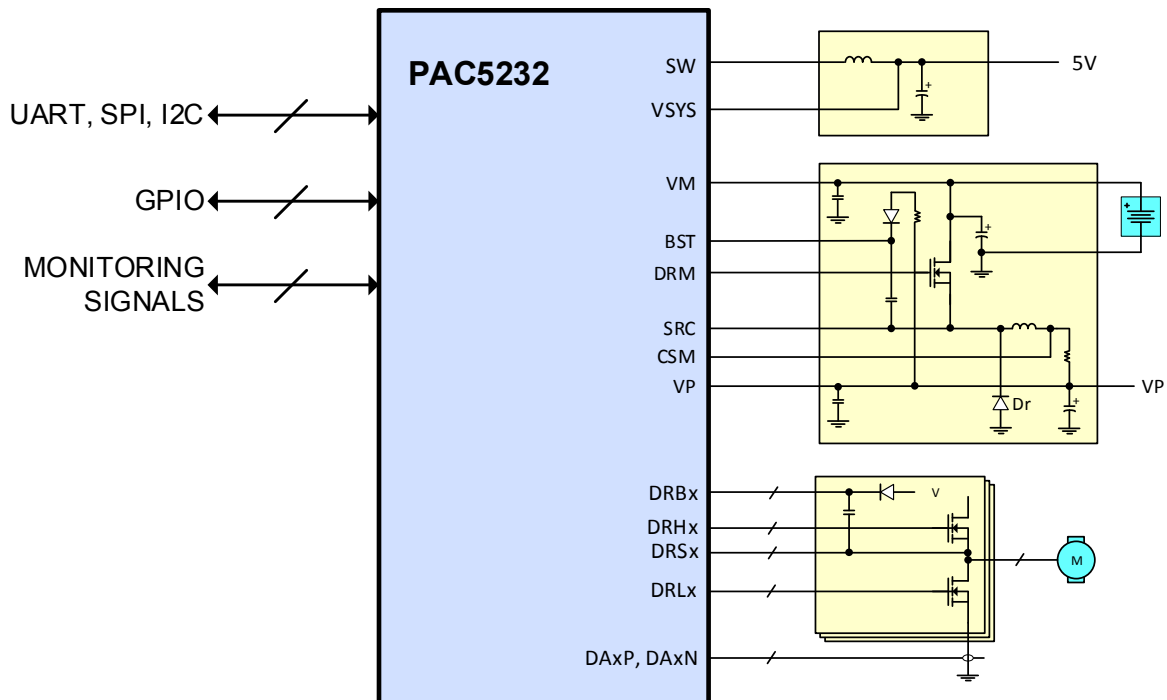 PAC5232
UART, SPI, I2C
GPIO
MONITORING
SIGNALS
SW
5V
VSYS
VM
BST
DRM
SRC
CSM
VP
VP
Dr
DRBx
V
DRHx
DRSx
M
DRLx
DAxP, DAxN